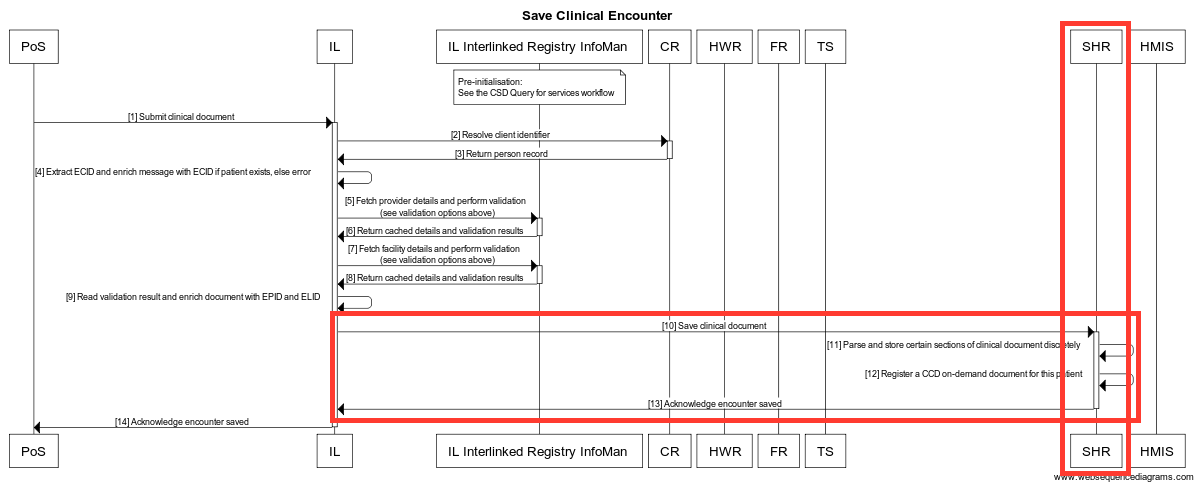 Save Clinical Encounter
PoS
IL
IL Interlinked Registry InfoMan
CR
HWR
FR
TS
SHR
HMIS
Pre-initialisation:
See the CSD Query for services workflow
[1] Submit clinical document
[2] Resolve client identifier
[3] Return person record
[4] Extract ECID and enrich message with ECID if patient exists, else error
[5] Fetch provider details and perform validation
(see validation options above)
[6] Return cached details and validation results
[7] Fetch facility details and perform validation
(see validation options above)
[8] Return cached details and validation results
[9] Read validation result and enrich document with EPID and ELID
[10] Save clinical document
[11] Parse and store certain sections of clinical document discretely
[12] Register a CCD on-demand document for this patient
[13] Acknowledge encounter saved
[14] Acknowledge encounter saved
PoS
IL
IL Interlinked Registry InfoMan
CR
HWR
FR
TS
SHR
HMIS
www.websequencediagrams.com